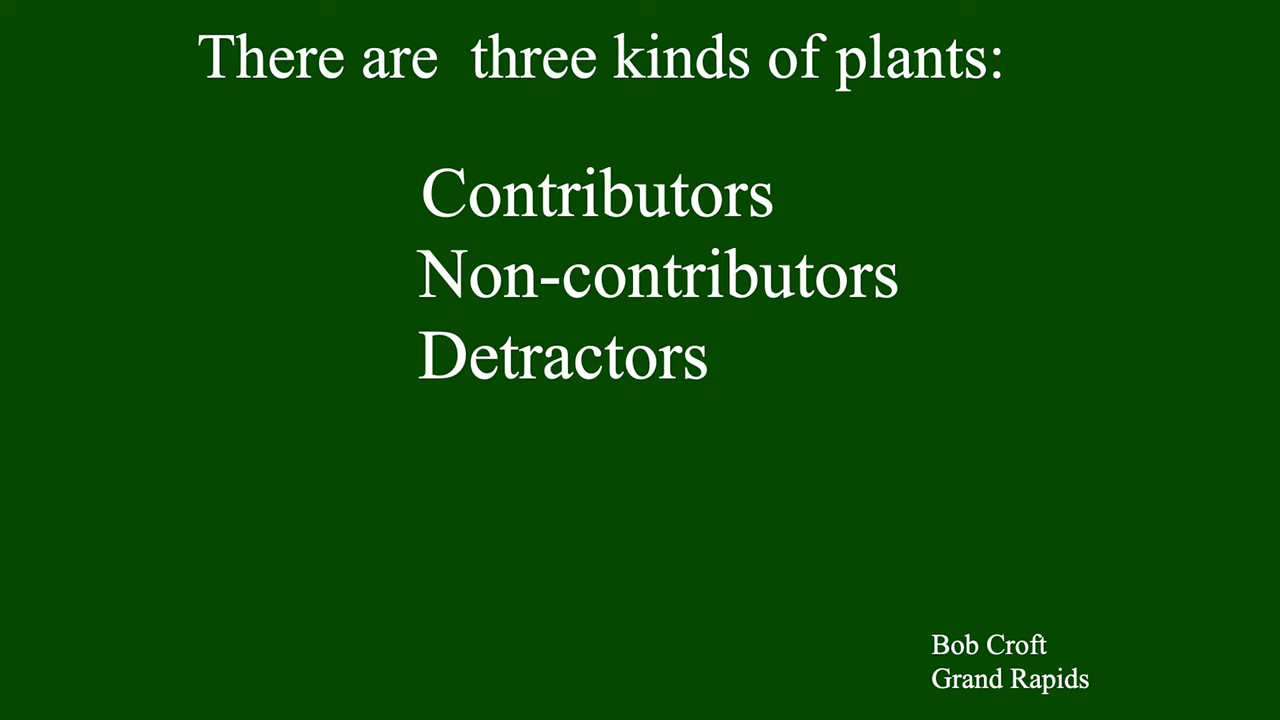 There are  three kinds of plants:
Contributors
Non-contributors
Detractors
Bob Croft
Grand Rapids